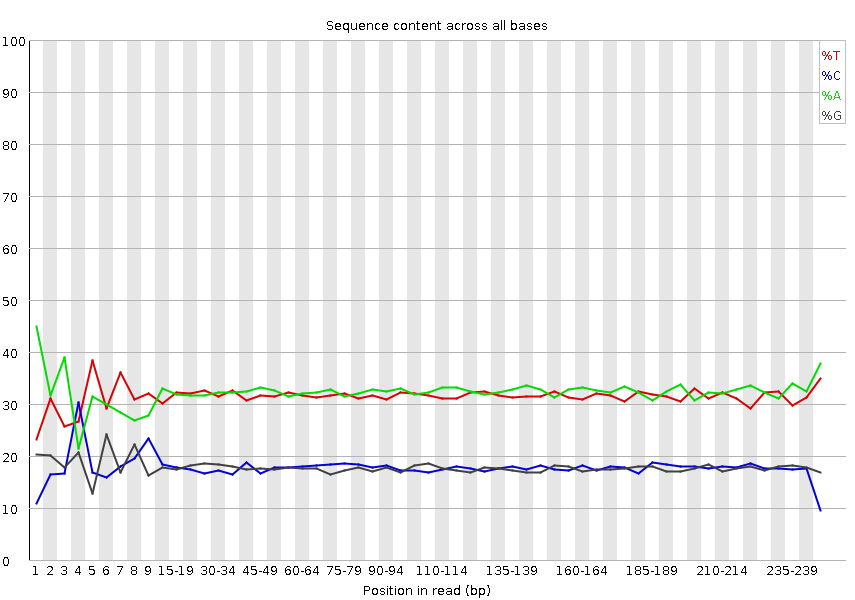 Sequence content across all bases
100
90
80
70
60
50
40
30
20
10
0
%T
%C
%A
%G
1 2 3 4 5 6 7 8 9 15-19 30-34 45-49 60-64 75-79 90-94 110-114 135-139 160-164 185-189 210-214 235-239
Position in read (bp)